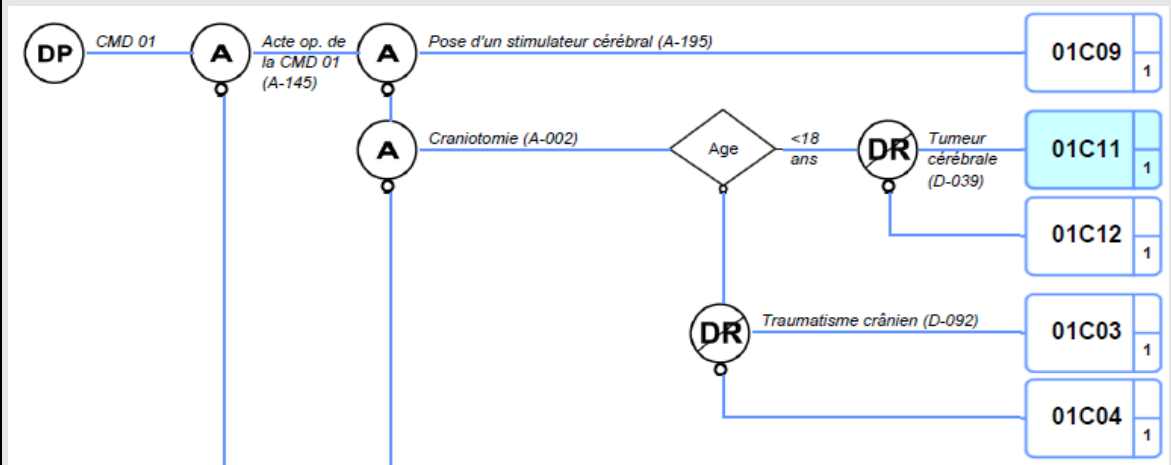 DP
CMD 01
A
Acte op. de
la CMD 01
(A-145)
A
Pose d'un stimulateur cérébral (A-195)
01C09
1
A
Craniotomie (A-002)
Age
<18
ans
DR
Tumeur
cérébrale
(D-039)
01C11
1
01C12
1
DR
Traumatisme crânien (D-092)
01C03
1
01C04
1